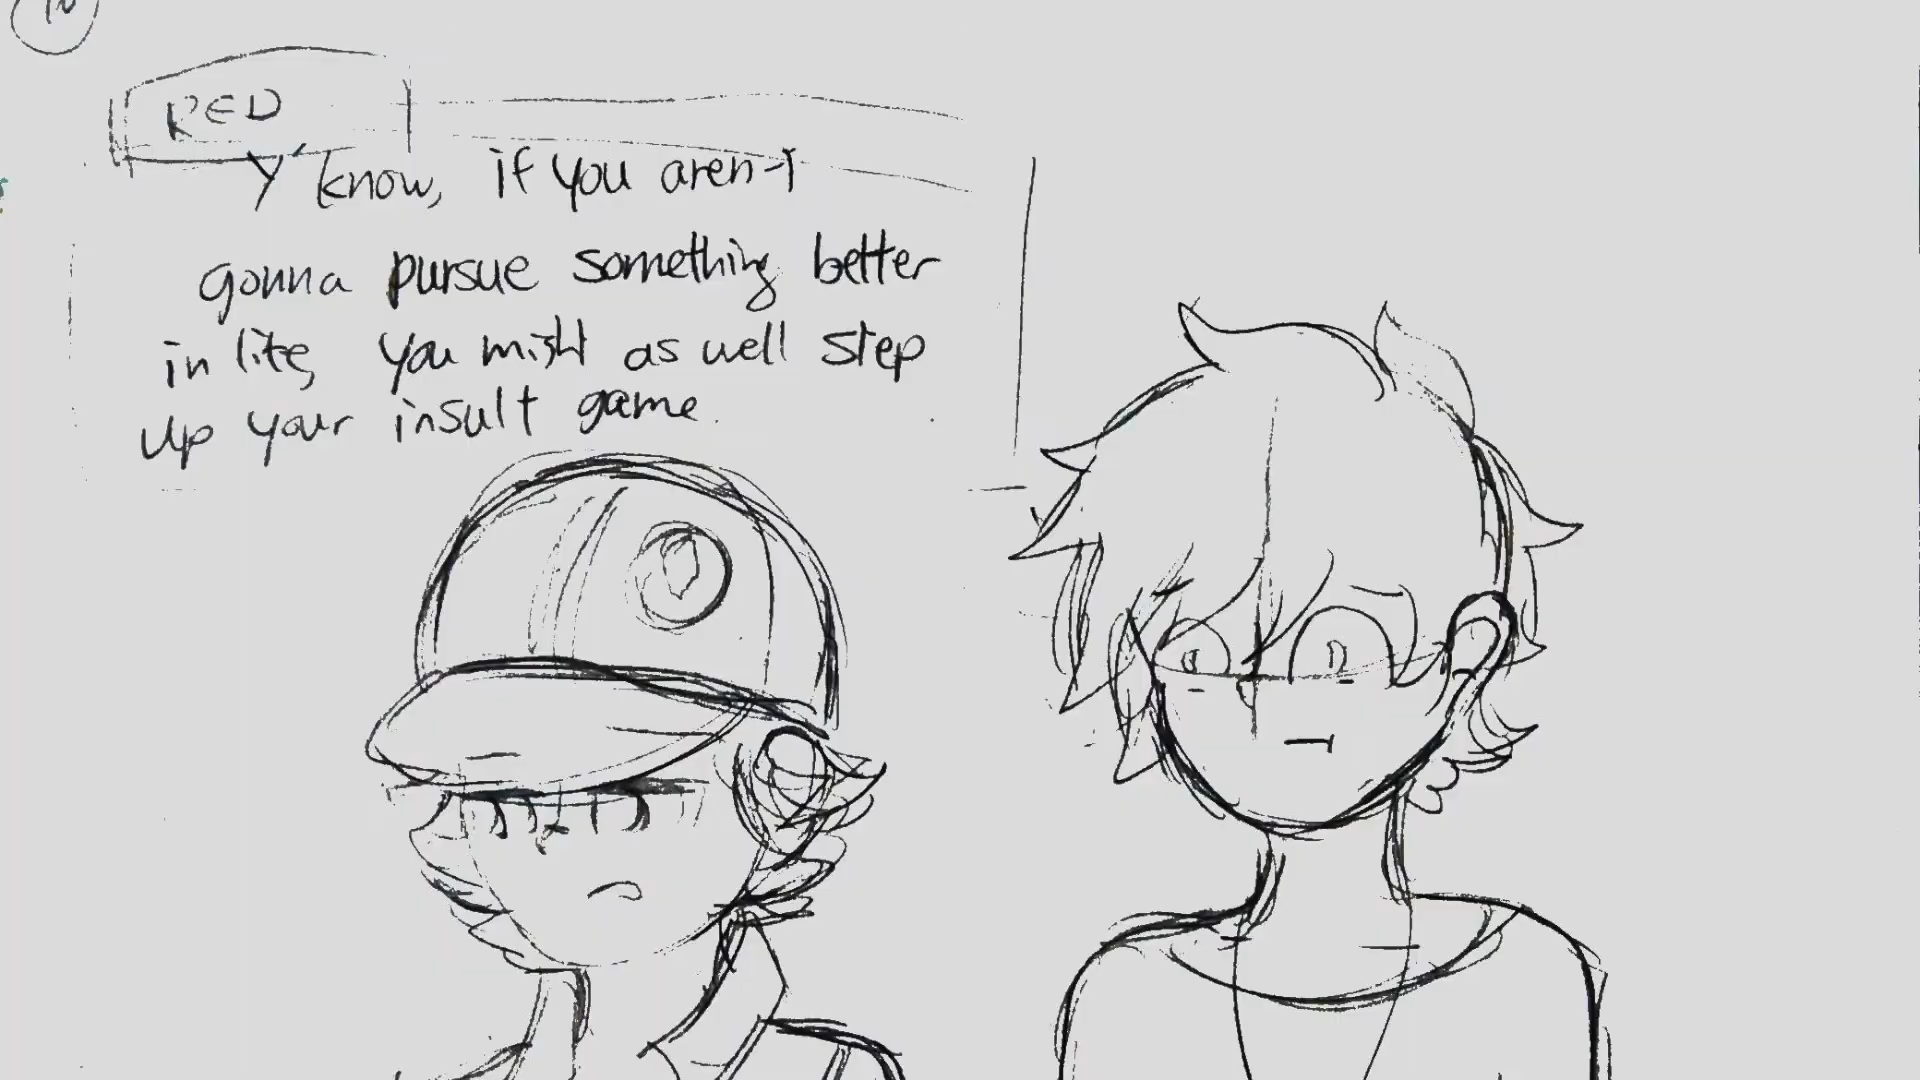 RED
Y'know, if you aren't
gonna pursue something better
in life, you might as well step
up your insult game.